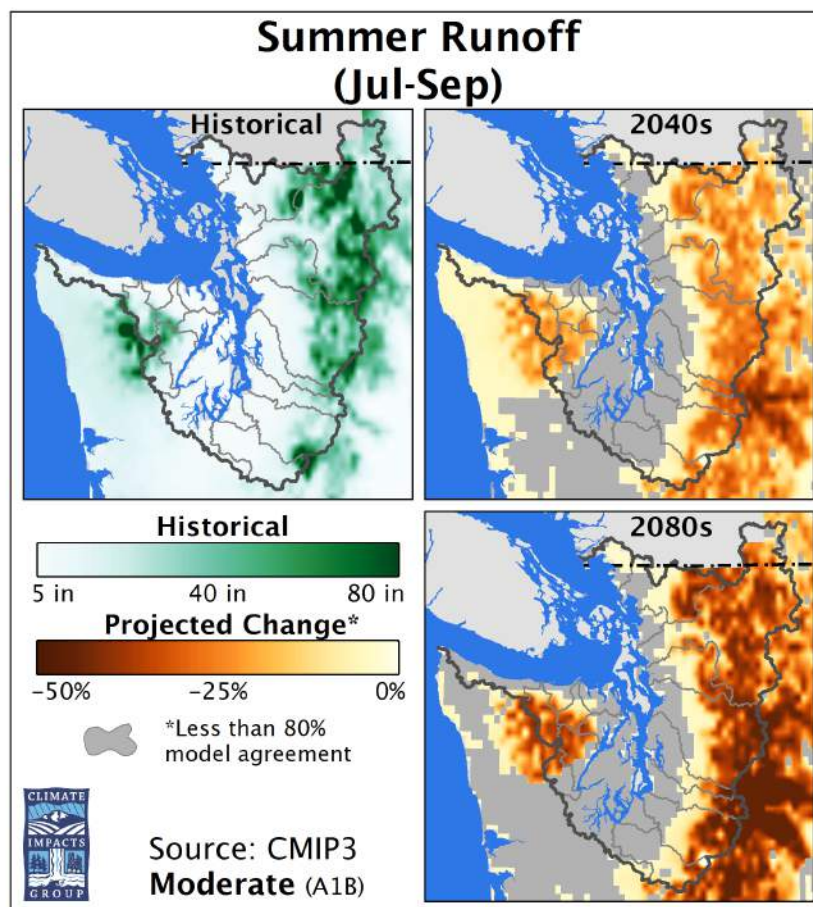 Summer Runoff
(Jul-Sep)
Historical
2040s
Historical
5 in 40 in 80 in
Projected Change*
−50% −25% 0%
*Less than 80%
model agreement
2080s
CLIMATE
IMPACTS
GROUP
Source: CMIP3
Moderate (A1B)